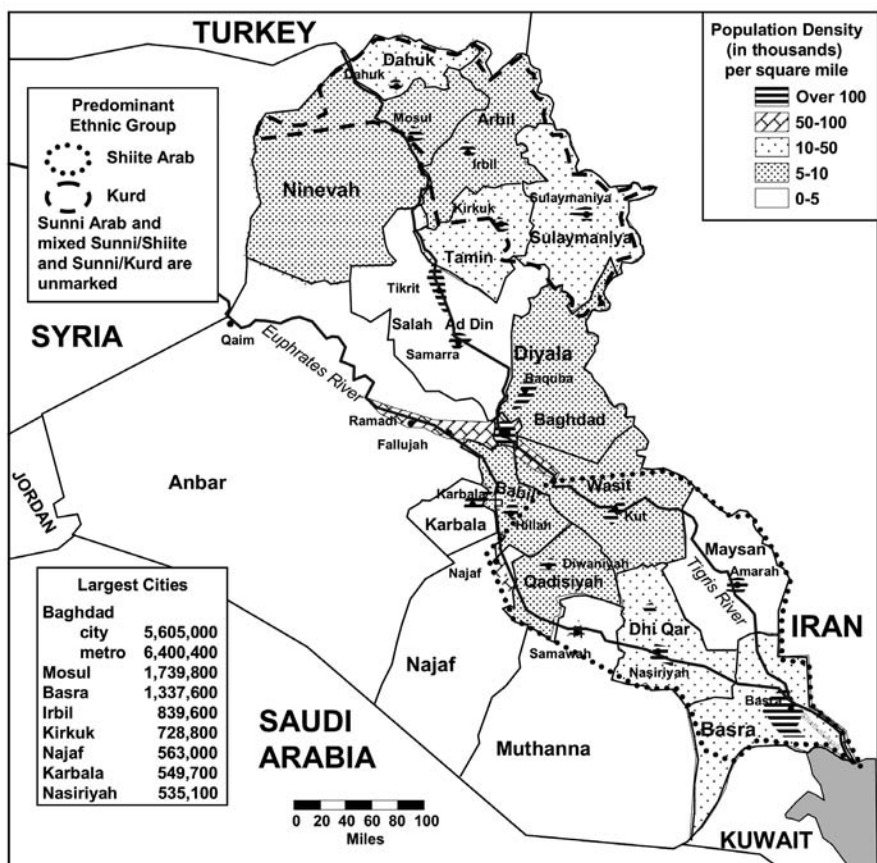 TURKEY
Population Density
(in thousands)
per square mile
Over 100
50-100
10-50
5-10
0-5
Predominant
Ethnic Group
Shiite Arab
Kurd
Sunni Arab and
mixed Sunni/Shiite
and Sunni/Kurd are
unmarked
Dahuk
Dahuk
Mosul
Arbil
Irbil
Ninevah
Sulaymaniya
Kirkuk
Sulaymaniya
Tamin
Tikrit
Salah Ad Din
Samarra
SYRIA
Qaim
Euphrates River
Diyala
Baquba
Baghdad
Ramadi
Fallujah
JORDAN
Anbar
Karbala
Babil
Wasit
Karbala
Hillah
Kut
Maysan
Amarah
Najaf
Diwaniyah
Qadisiyah
Tigris River
IRAN
Dhi Qar
Samawah
Nasiriyah
Najaf
Basra
Basra
SAUDI
ARABIA
Muthanna
KUWAIT
Largest Cities
Baghdad
city 5,605,000
metro 6,400,400
Mosul 1,739,800
Basra 1,337,600
Irbil 839,600
Kirkuk 728,800
Najaf 563,000
Karbala 549,700
Nasiriyah 535,100
0 20 40 60 80 100
Miles